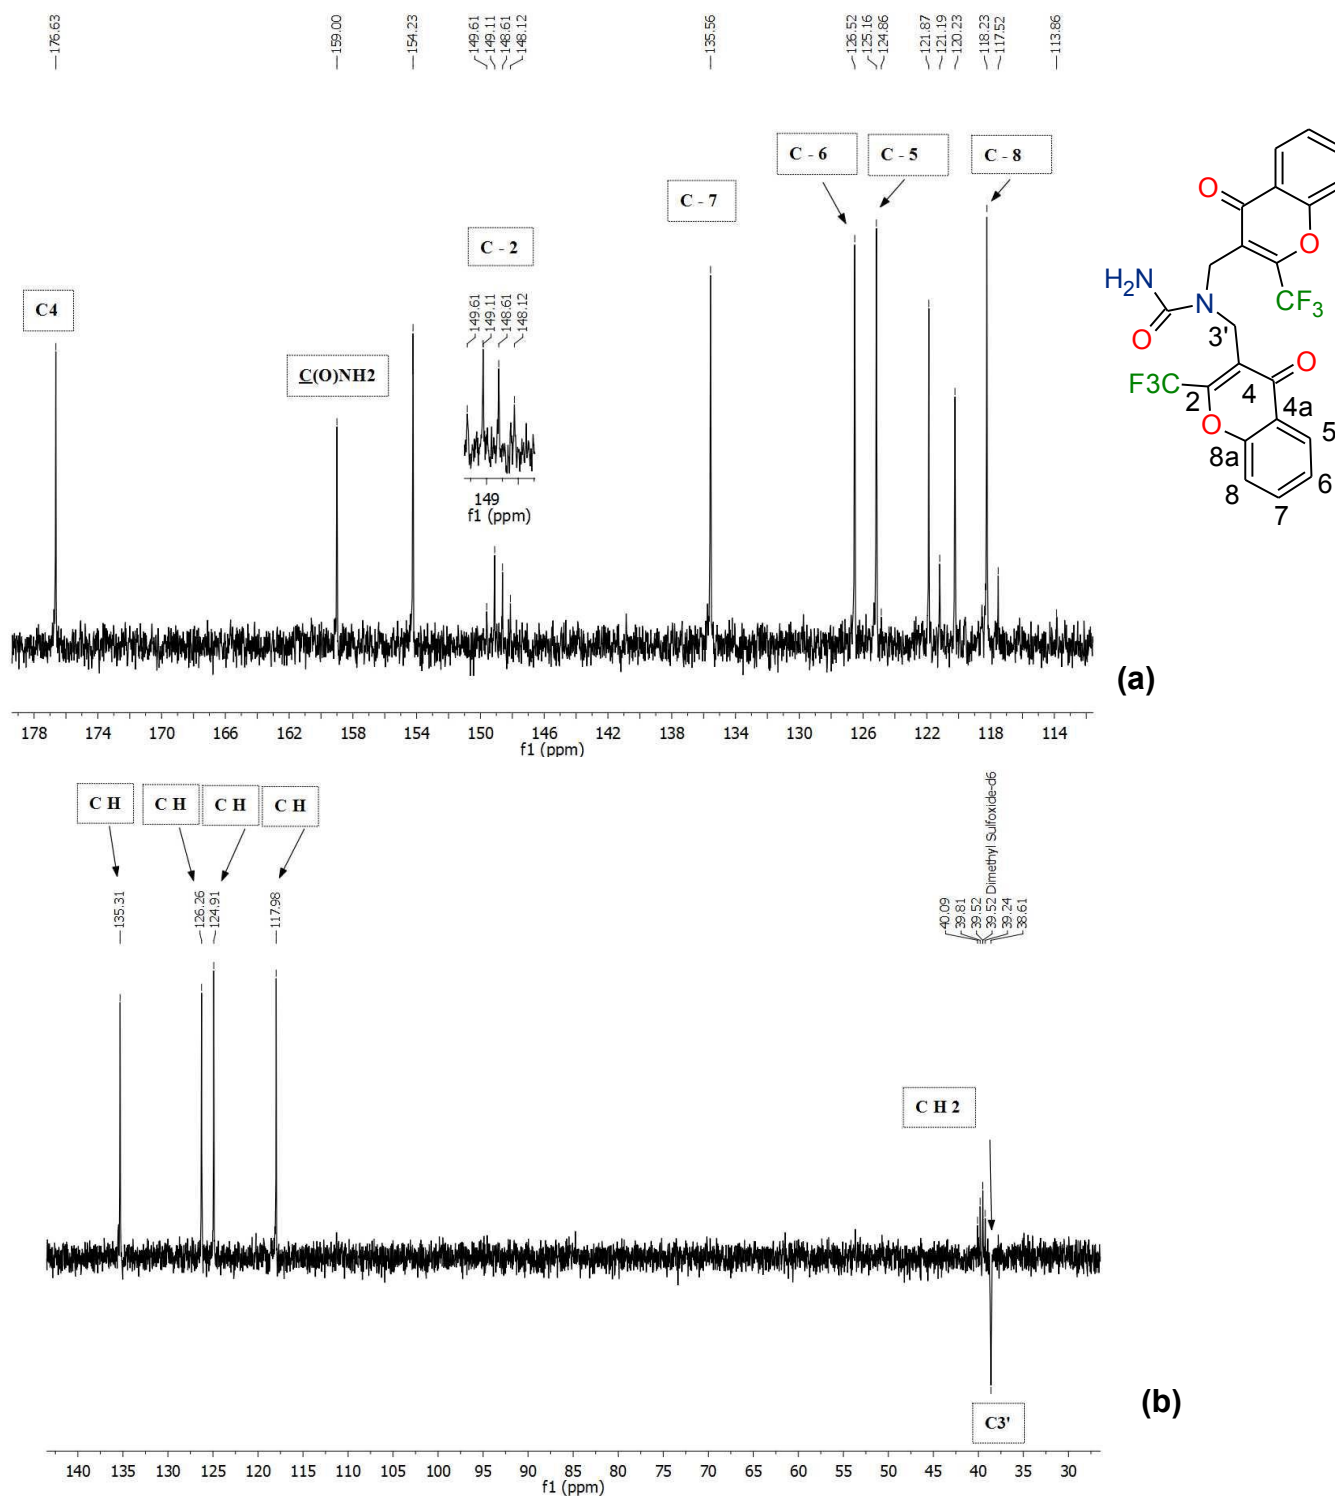 176.63
159.00
154.23
149.61
149.11
148.61
148.12
135.56
126.52
125.16
124.86
121.87
121.19
120.23
118.23
117.52
113.86
C - 6
C - 5
C - 8
C - 7
C - 2
C4
C(O)NH2
149.61
149.11
148.61
148.12
149
f1 (ppm)
178 174 170 166 162 158 154 150 146 142 138 134 130 126 122 118 114
f1 (ppm)
(a)
O
O
H2N
N
CF3
O
3'
F3C
O
2
4
4a
O
5
8a
6
8
7
C H
C H
C H
C H
135.31
126.26
124.91
117.98
40.09
39.81
39.52
39.52 Dimethyl Sulfoxide-d6
39.24
38.61
C H 2
C3'
(b)
140 135 130 125 120 115 110 105 100 95 90 85 80 75 70 65 60 55 50 45 40 35 30
f1 (ppm)